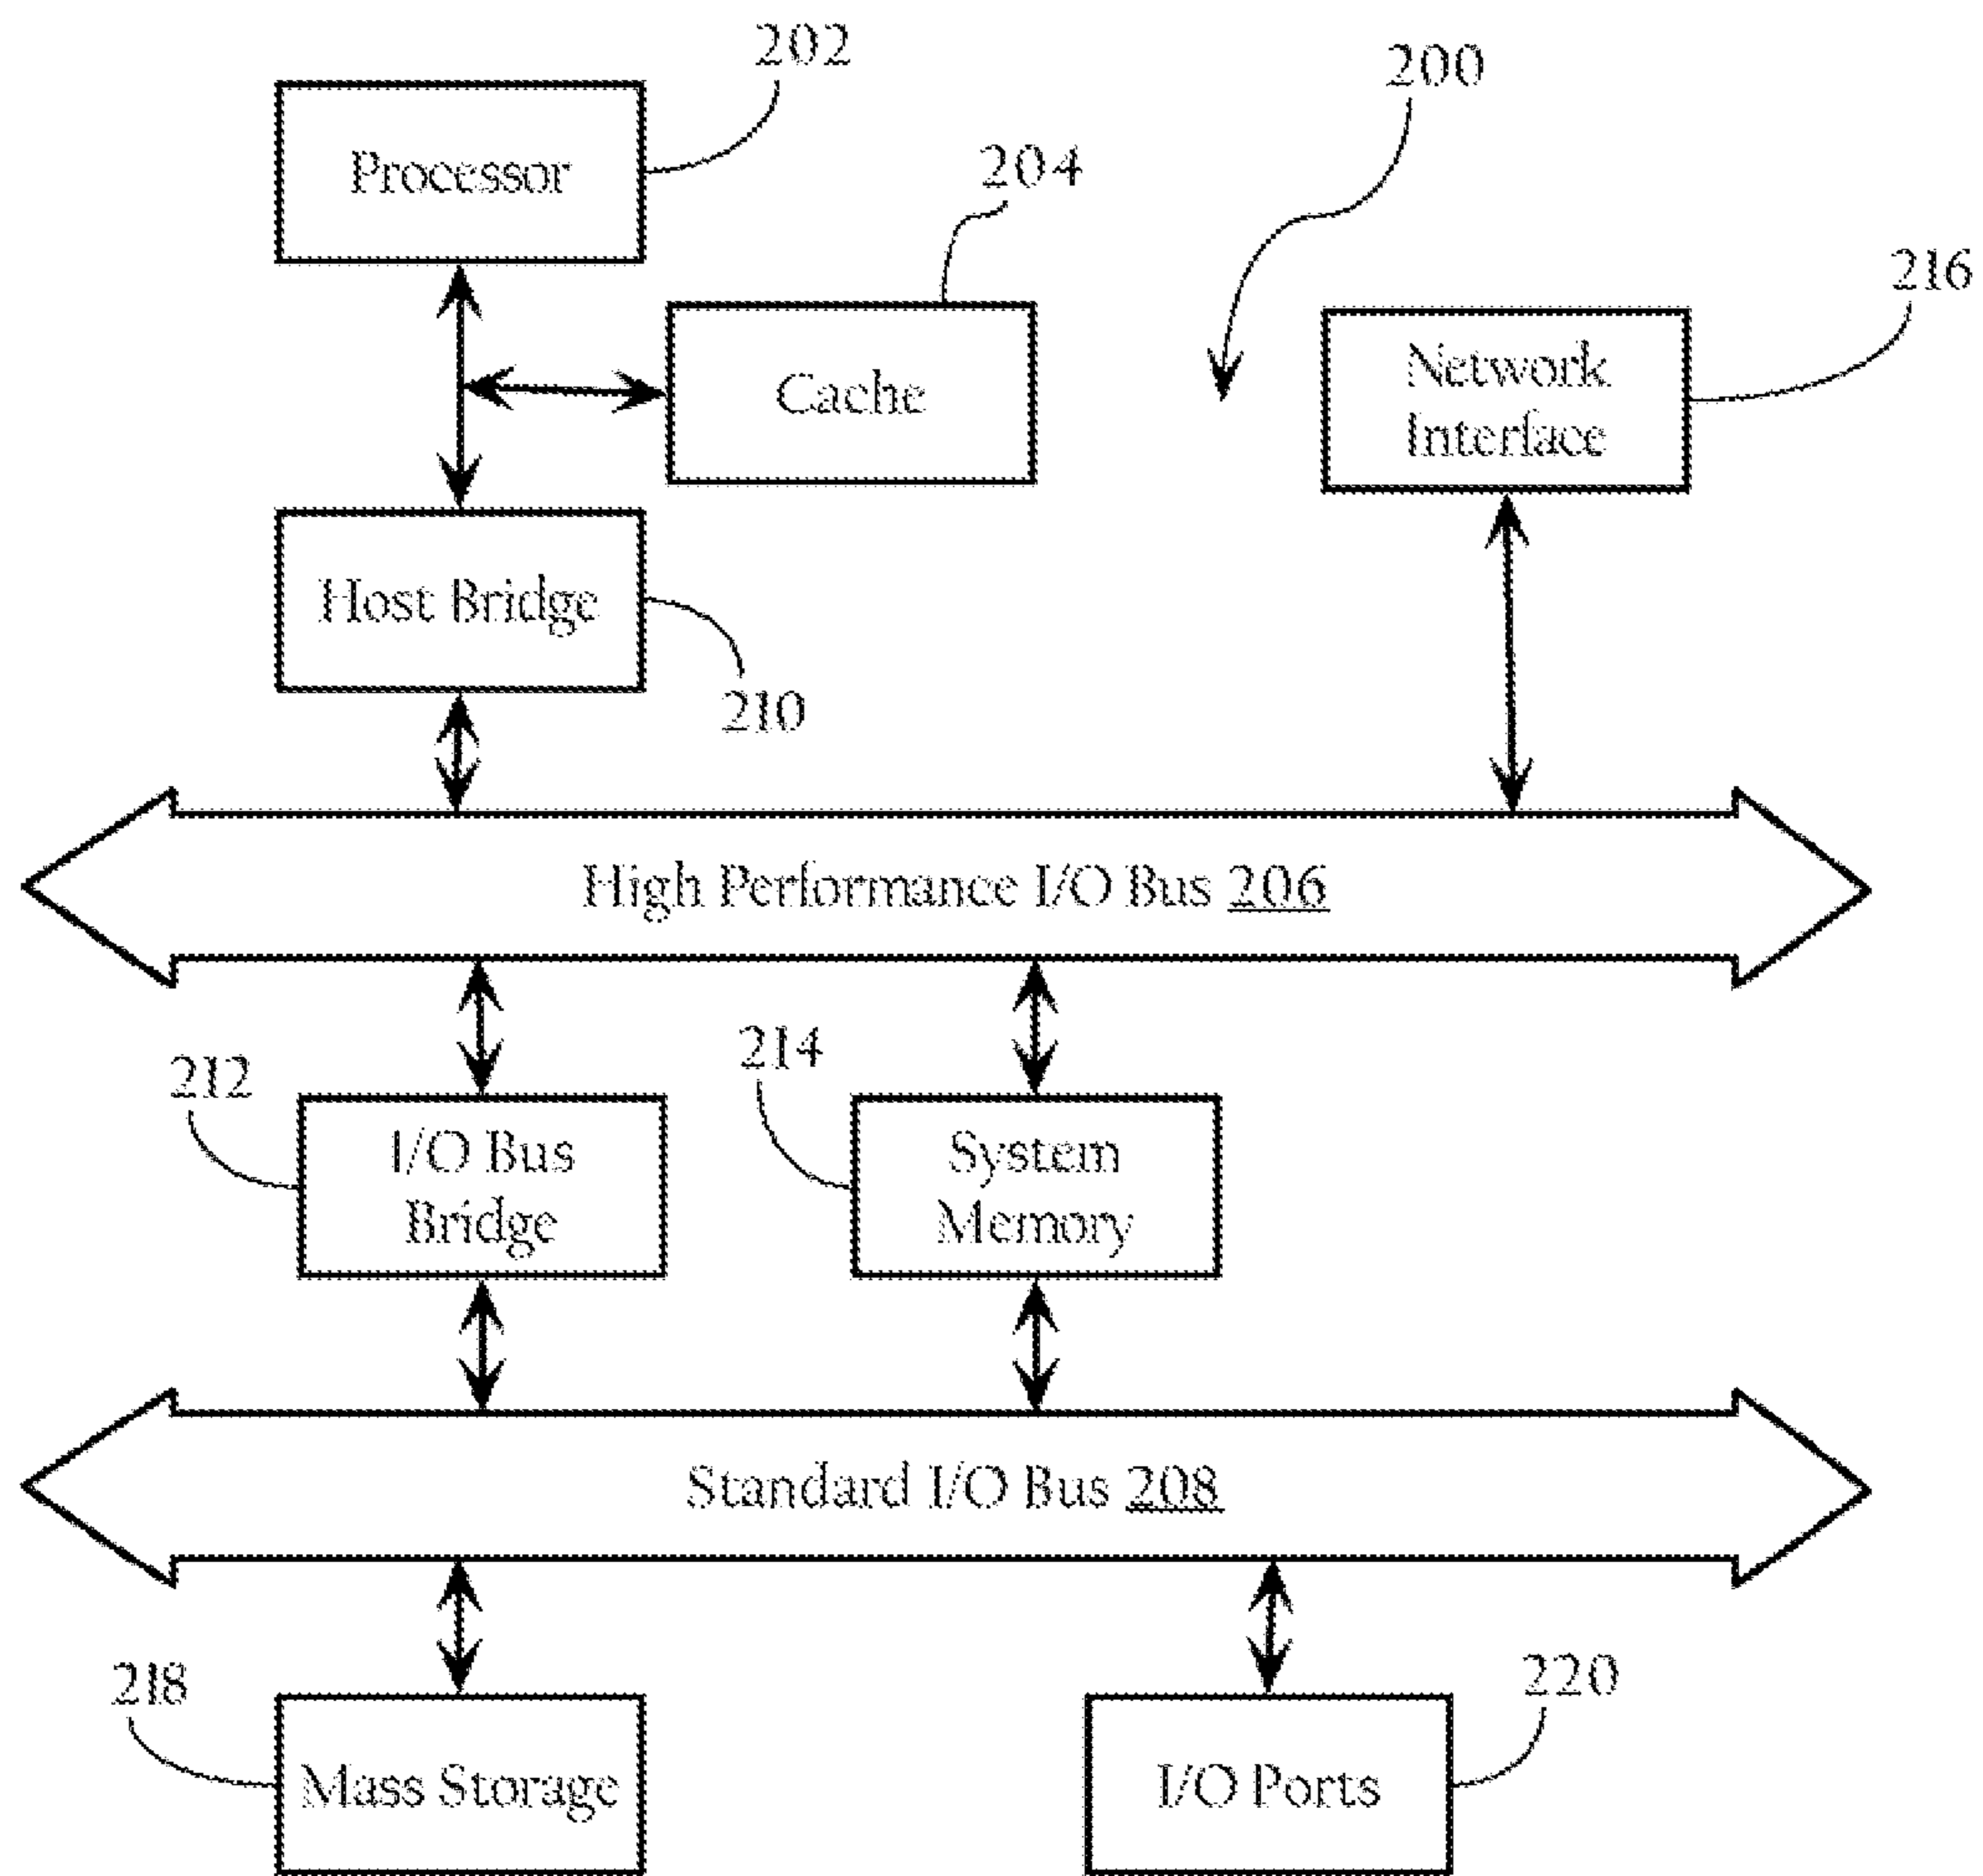 202
200
Processor
204
216
Network
Interface
Cache
Host Bridge
210
High Performance I/O Bus 206
212
214
I/O Bus
Bridge
System
Memory
Standard I/O Bus 208
218
220
Mass Storage
I/O Ports